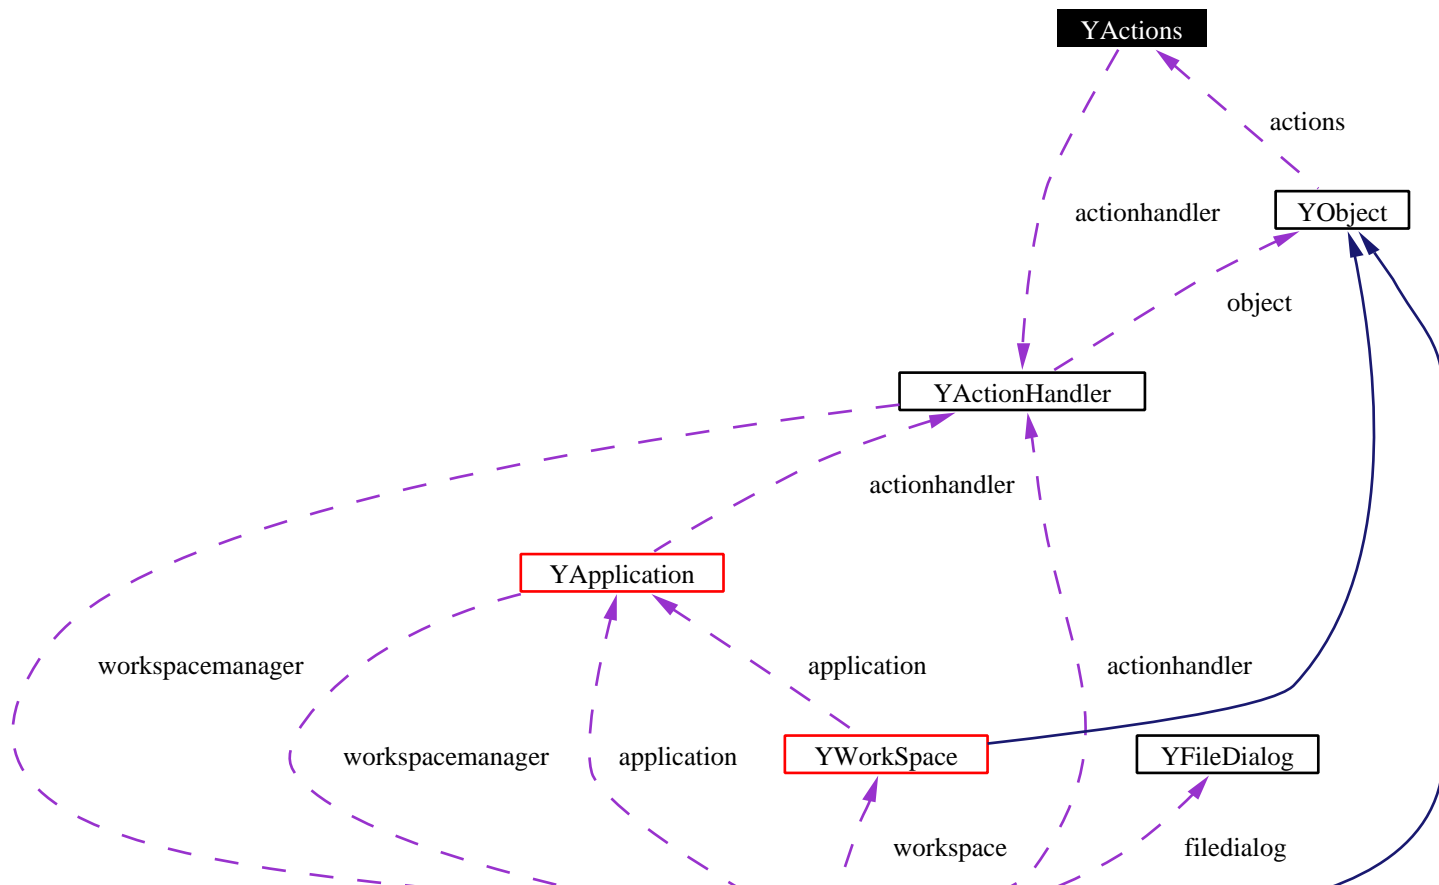 YActions
actions
YObject
actionhandler
object
YActionHandler
actionhandler
YApplication
workspacemanager
application
actionhandler
workspacemanager
application
YWorkSpace
YFileDialog
workspace
filedialog